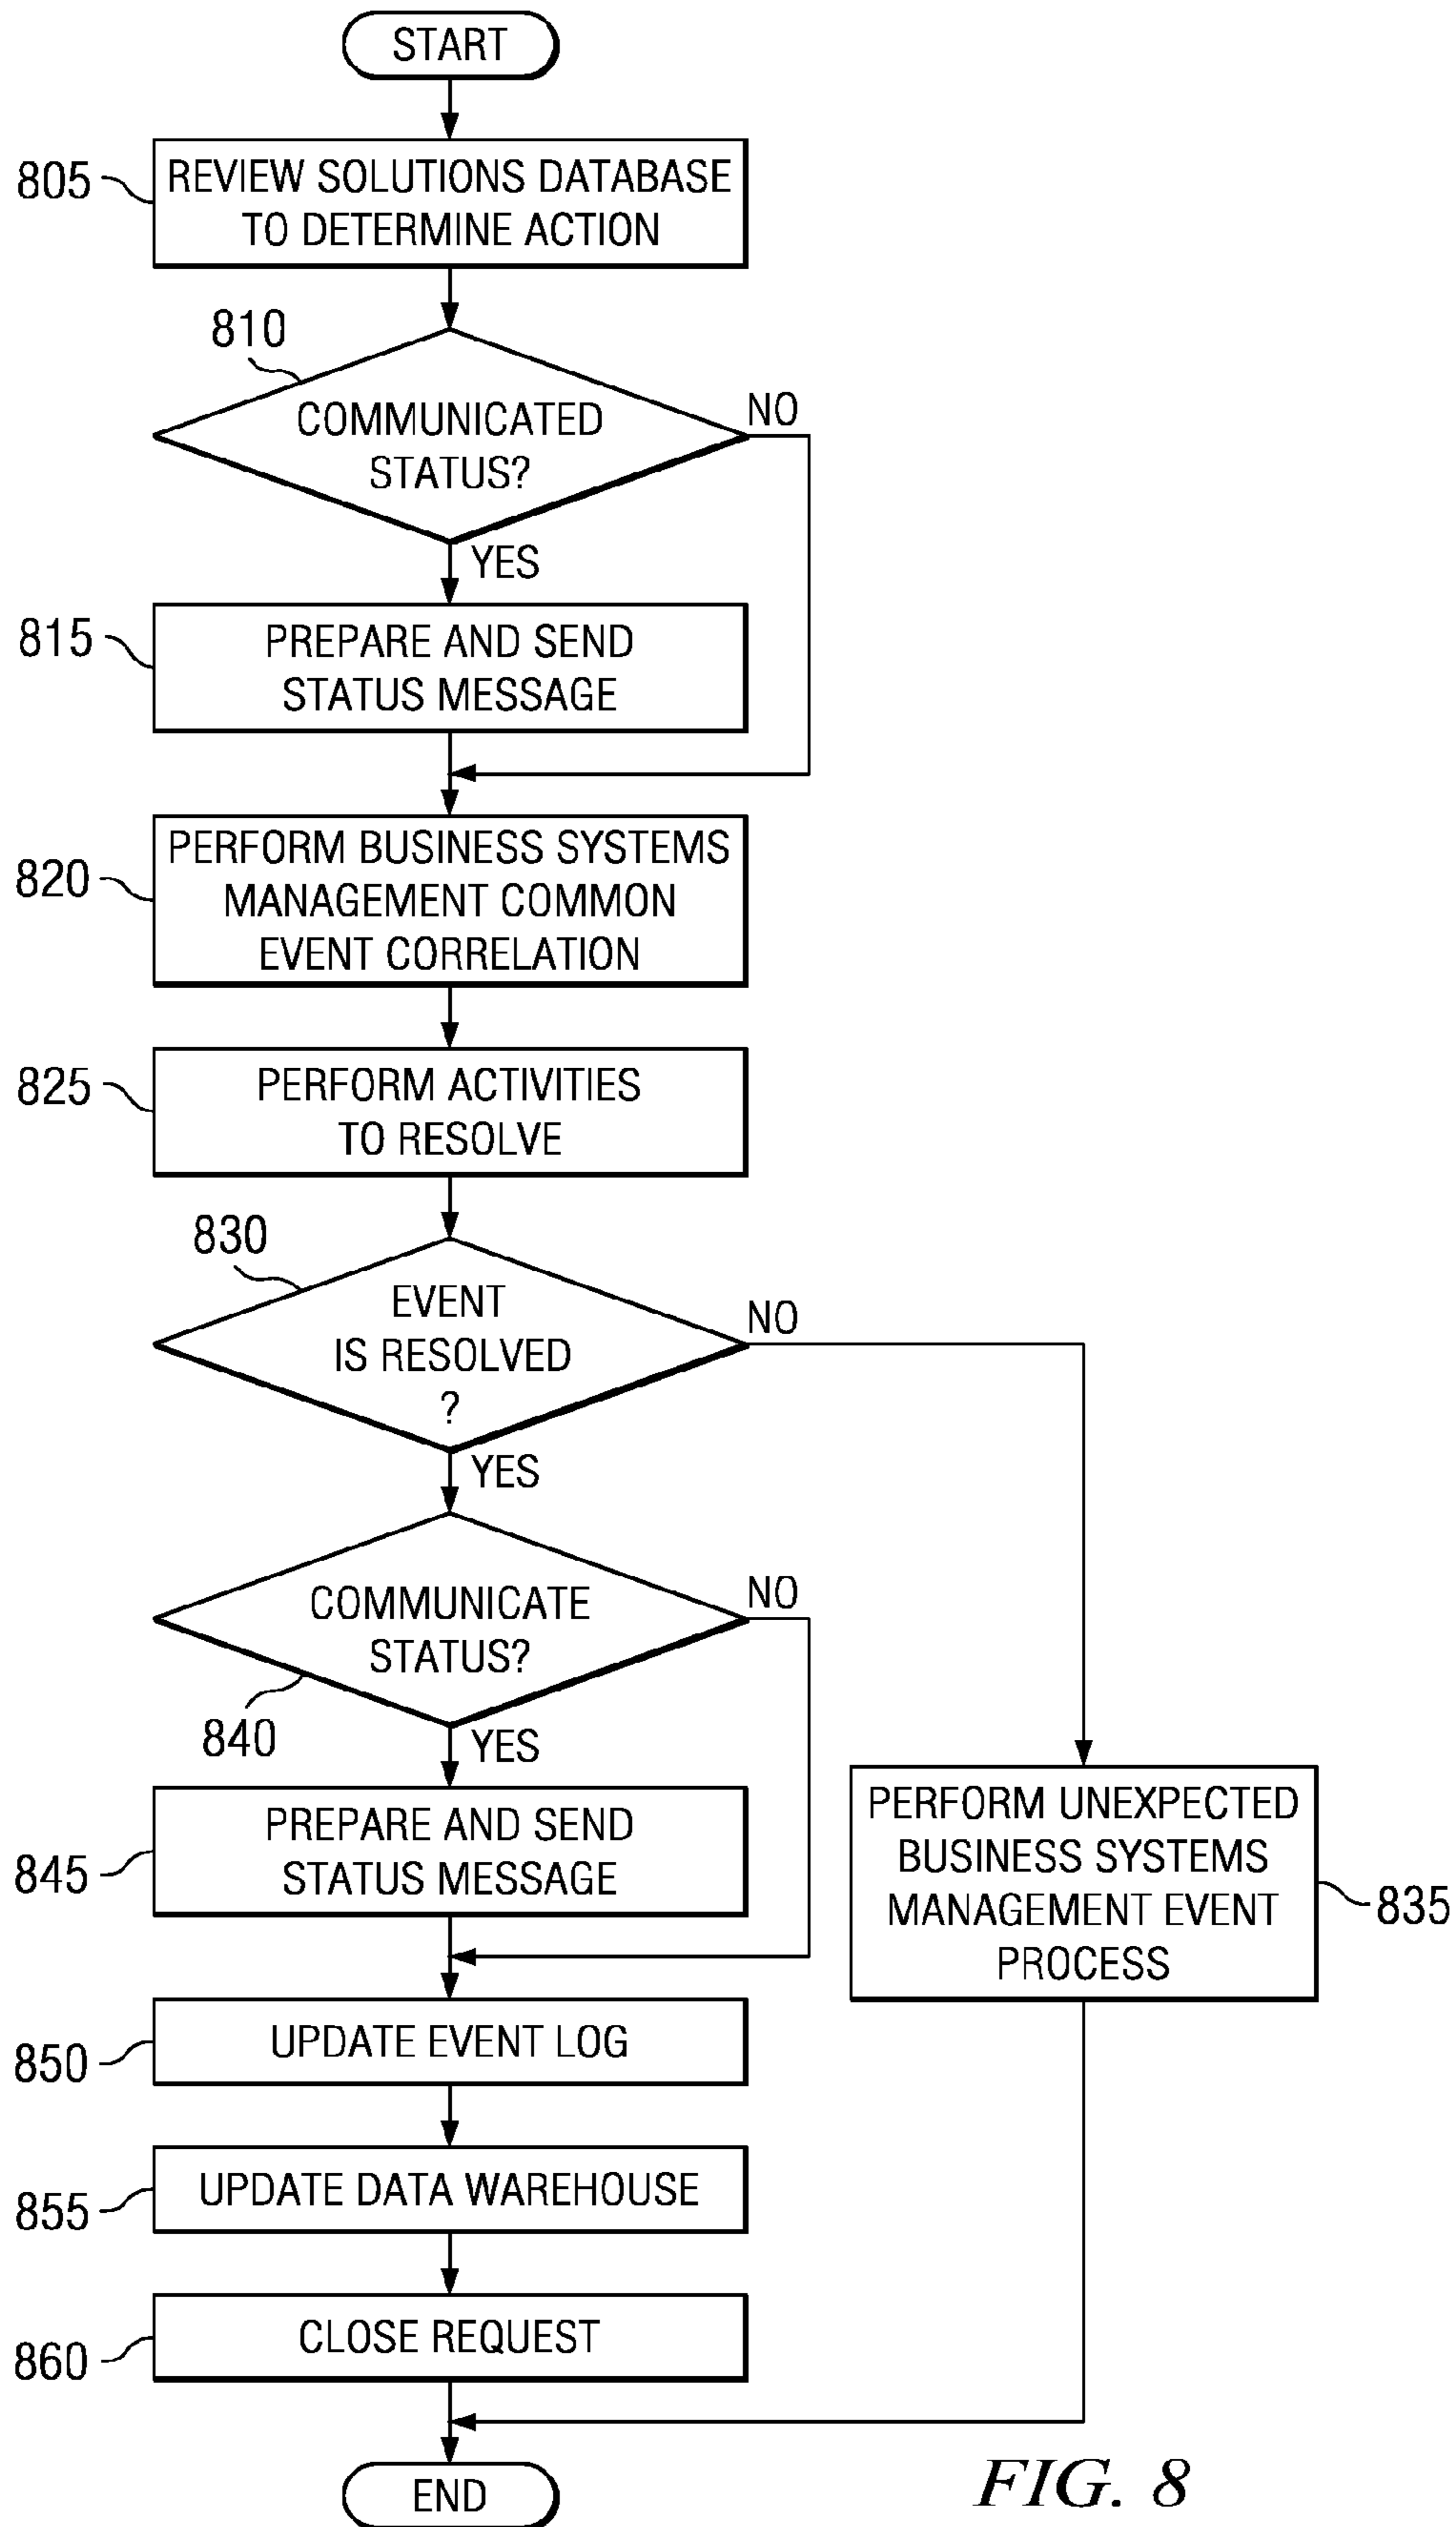 START
805
REVIEW SOLUTIONS DATABASE
TO DETERMINE ACTION
810
COMMUNICATED
STATUS?
NO
YES
815
PREPARE AND SEND
STATUS MESSAGE
820
PERFORM BUSINESS SYSTEMS
MANAGEMENT COMMON
EVENT CORRELATION
825
PERFORM ACTIVITIES
TO RESOLVE
830
EVENT
IS RESOLVED
?
NO
YES
COMMUNICATE
STATUS?
NO
840
YES
845
PREPARE AND SEND
STATUS MESSAGE
PERFORM UNEXPECTED
BUSINESS SYSTEMS
MANAGEMENT EVENT
PROCESS
835
850
UPDATE EVENT LOG
855
UPDATE DATA WAREHOUSE
860
CLOSE REQUEST
END
FIG. 8